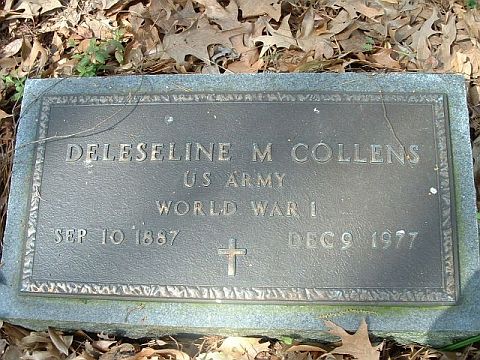 DELESELINE M COLLENS
US ARMY
WORLD WAR I
SEP 10 1887 DEC 9 1977